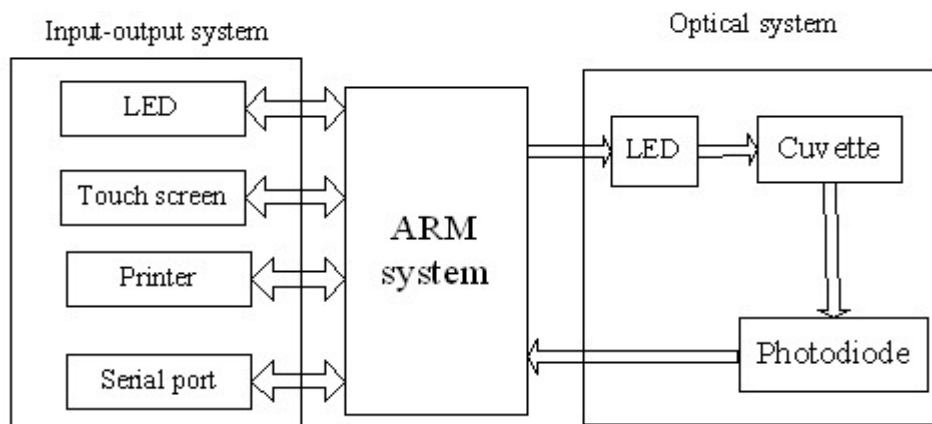 Input-output system
Optical system
LED
Touch screen
Printer
Serial port
ARM
system
LED
Cuvette
Photodiode